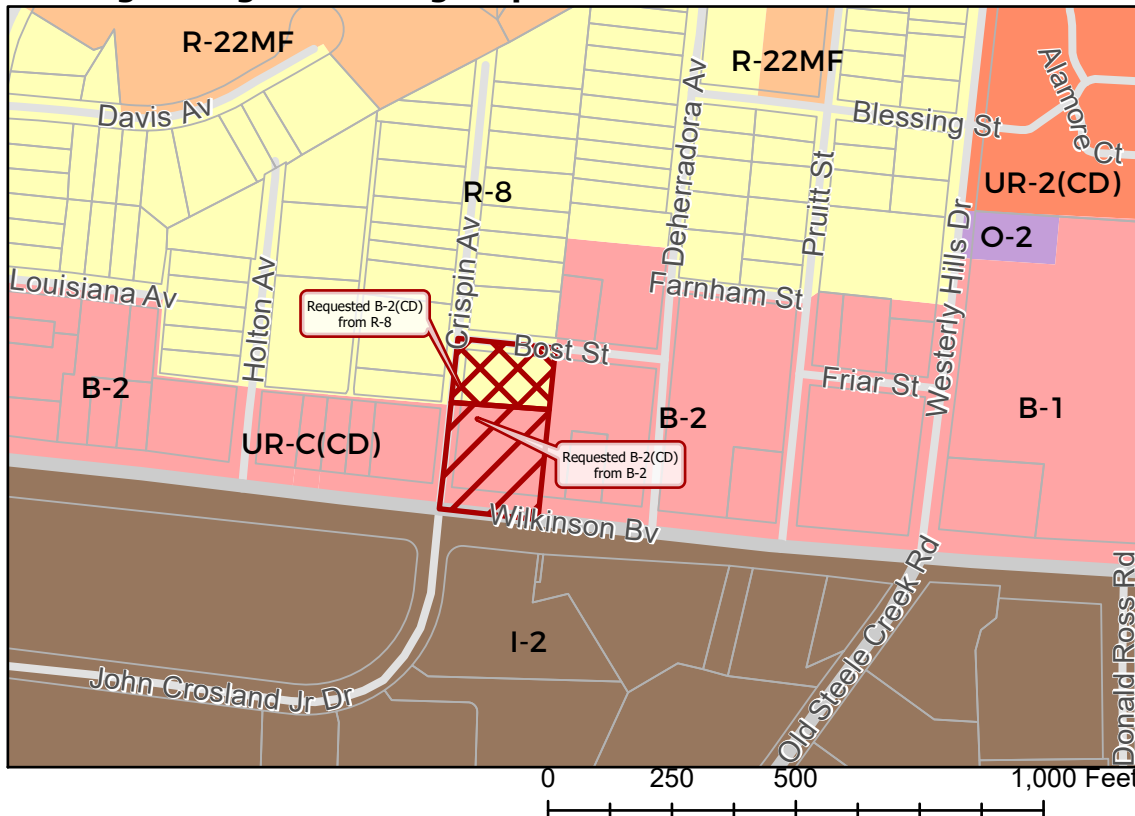 R-22MF
R-22MF
Davis Av
Deherradora Av
Blessing St
Alamore Ct
Pruitt St
R-8
UR-2(CD)
Westerly Hills Dr
O-2
Louisiana Av
Holton Av
Crispin Av
Farnham St
Requested B-2(CD)
from R-8
Bost St
Friar St
B-2
B-2
B-1
UR-C(CD)
Requested B-2(CD)
from B-2
Wilkinson Bv
Old Steele Creek Rd
Donald Ross Rd
I-2
John Crosland Jr Dr
0 250 500 1,000 Feet